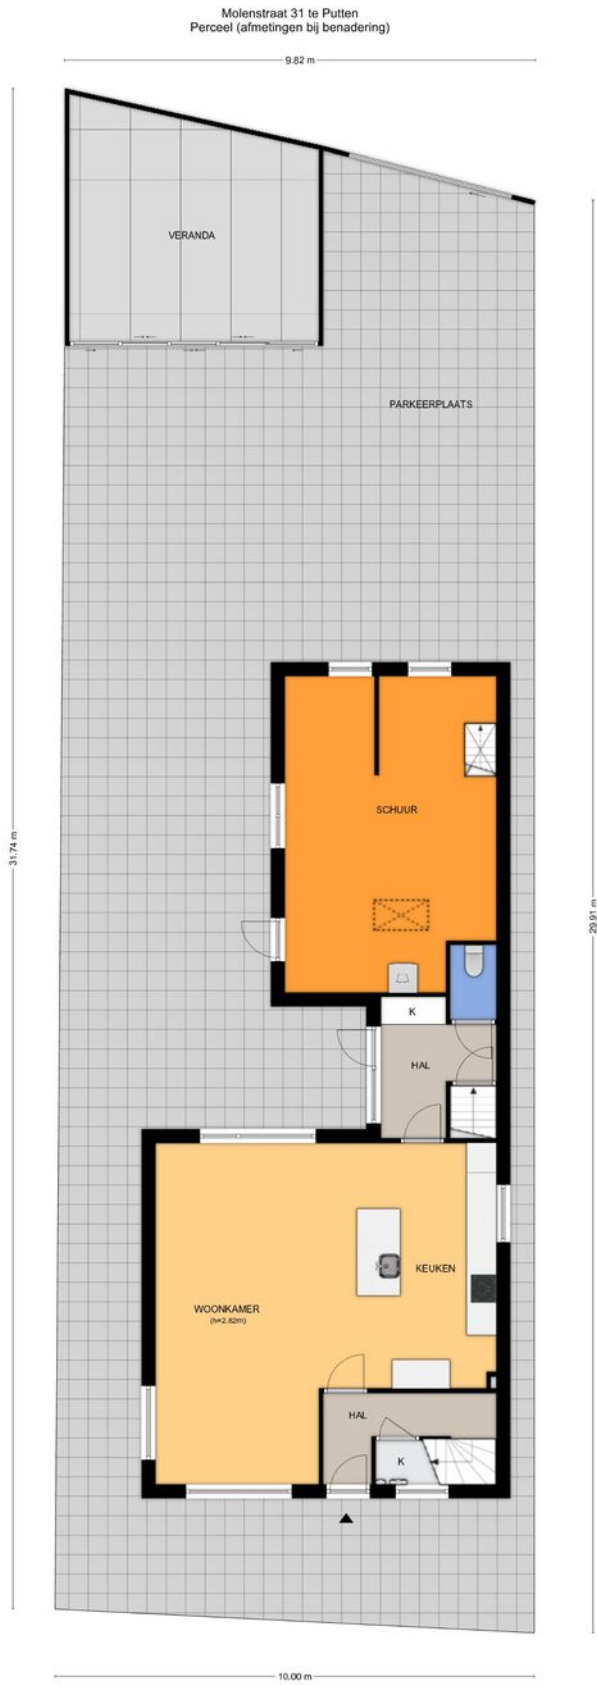 Molenstraat 31 te Putten
Perceel (afmetingen bij benadering)
9.82 m
VERANDA
PARKEERPLAATS
SCHUUR
31.74 m
29.91 m
K
HAL
KEUKEN
WOONKAMER
(h=2.82m)
HAL
K
10.00 m